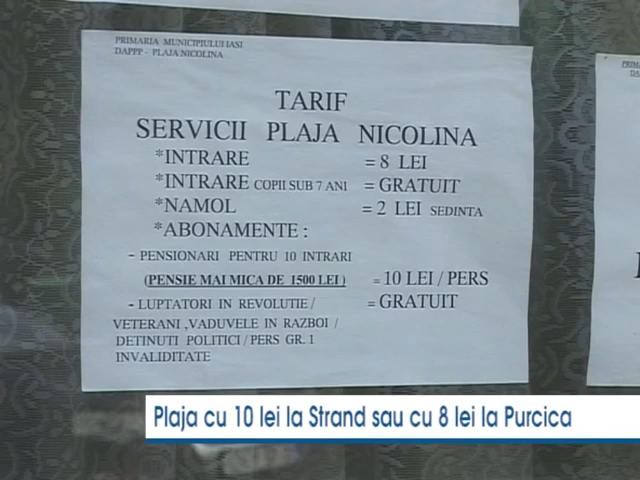 PRIMARIA MUNICIPIULUI IASI
DAPPP - PLAJA NICOLINA
TARIF
SERVICII PLAJA NICOLINA
*INTRARE = 8 LEI
*INTRARE COPII SUB 7 ANI = GRATUIT
*NAMOL = 2 LEI SEDINTA
*ABONAMENTE :
- PENSIONARI PENTRU 10 INTRARI
(PENSIE MAI MICA DE 1500 LEI ) = 10 LEI / PERS
- LUPTATORI IN REVOLUTIE / = GRATUIT
VETERANI ,VADUVELE IN RAZBOI /
DETINUTI POLITICI / PERS GR. 1
INVALIDITATE
Plaja cu 10 lei la Strand sau cu 8 lei la Purcica